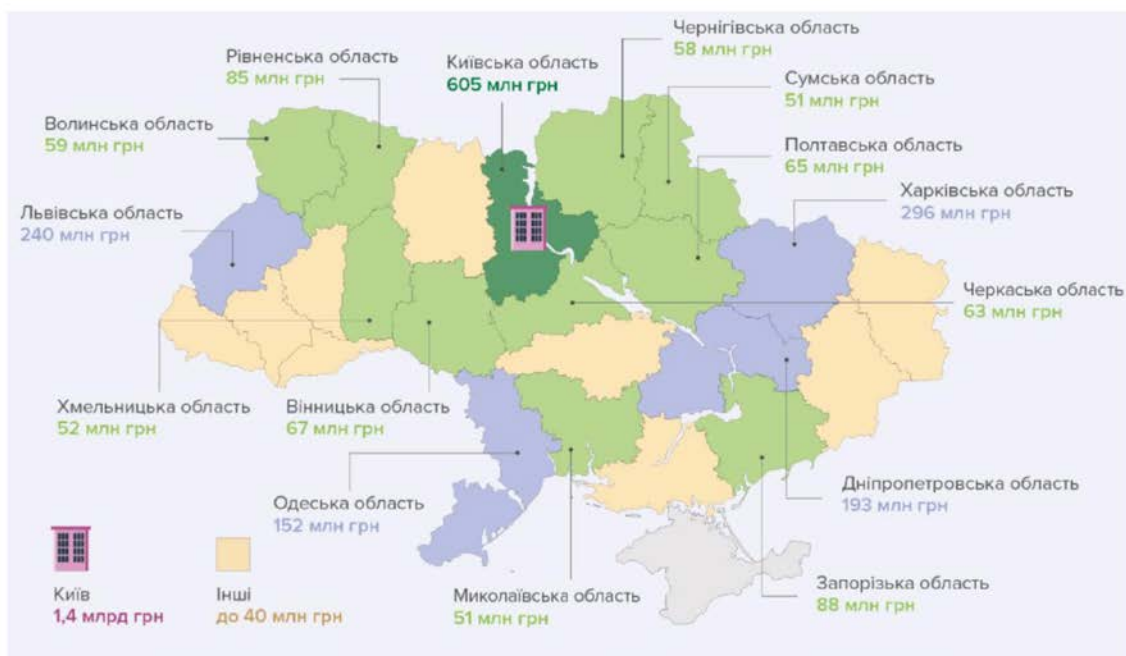 Чернігівська область
58 млн грн
Рівненська область
85 млн грн
Київська область
605 млн грн
Сумська область
51 млн грн
Волинська область
59 млн грн
Полтавська область
65 млн грн
Харківська область
296 млн грн
Львівська область
240 млн грн
Черкаська область
63 млн грн
Хмельницька область
52 млн грн
Вінницька область
67 млн грн
Дніпропетровська область
193 млн грн
Одеська область
152 млн грн
Запорізька область
88 млн грн
Миколаївська область
51 млн грн
Київ
1,4 млрд грн
Інші
до 40 млн грн